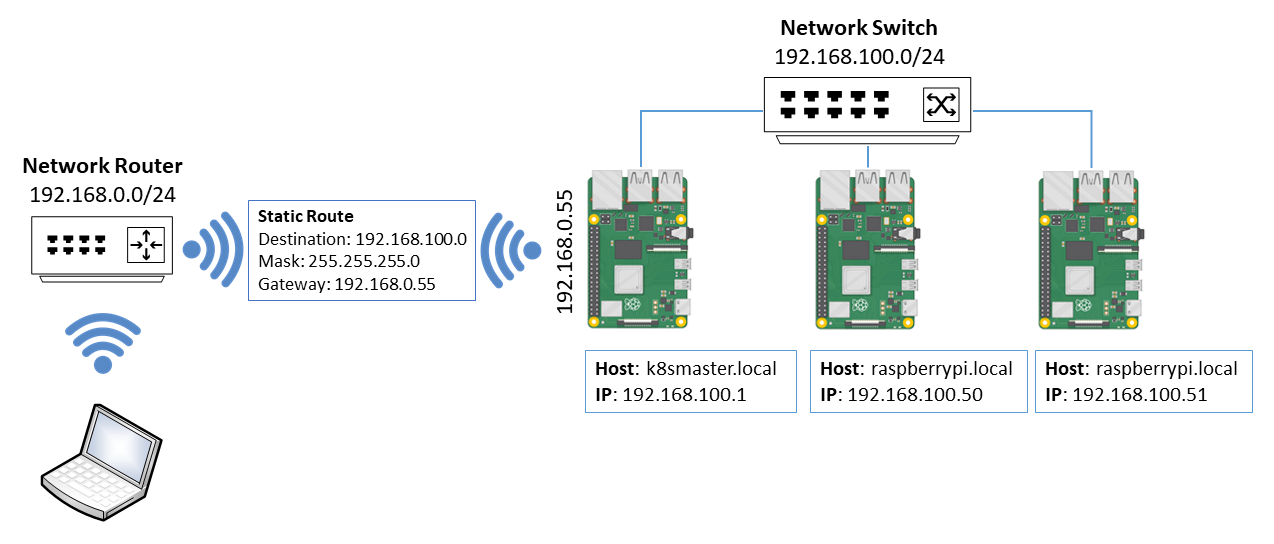 Network Switch
192.168.100.0/24
Network Router
192.168.0.0/24
Static Route
Destination: 192.168.100.0
Mask: 255.255.255.0
Gateway: 192.168.0.55
192.168.0.55
Host: k8smaster.local
IP: 192.168.100.1
Host: raspberrypi.local
IP: 192.168.100.50
Host: raspberrypi.local
IP: 192.168.100.51